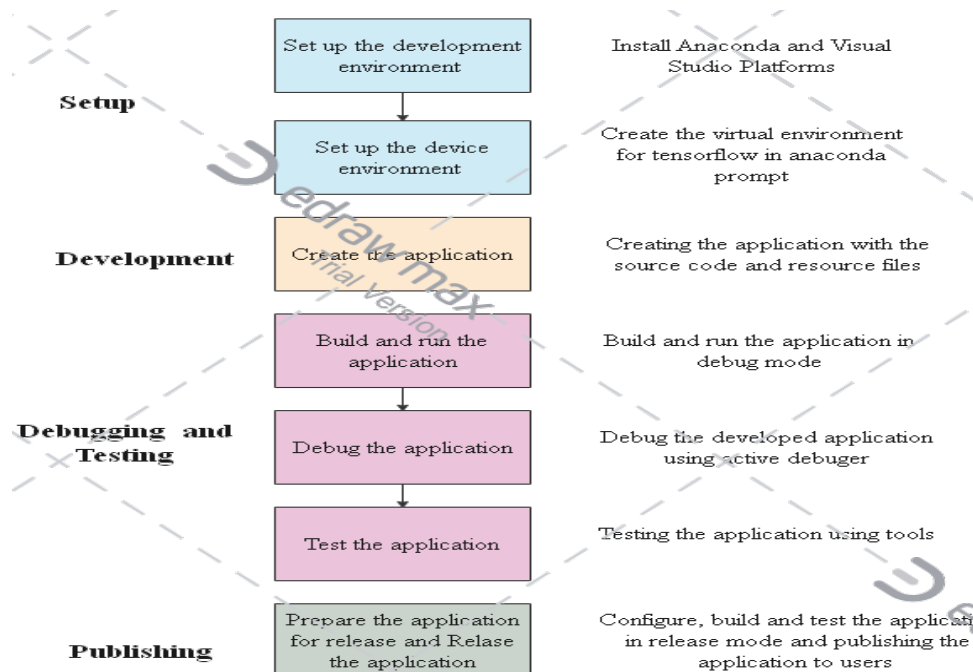 Set up the development
environment
Install Anaconda and Visual
Studio Platforms
Setup
Set up the device
environment
Create the virtual environment
for tensorflow in anaconda
prompt
edraw max
Trial Version
Development
Create the application
Creating the application with the
source code and resource files
Build and run the
application
Build and run the application in
debug mode
Debugging and
Testing
Debug the application
Debug the developed application
using active debuger
Test the application
Testing the application using tools
Publishing
Prepare the application
for release and Relase
the application
Configure, build and test the applicati
in release mode and publishing the
application to users